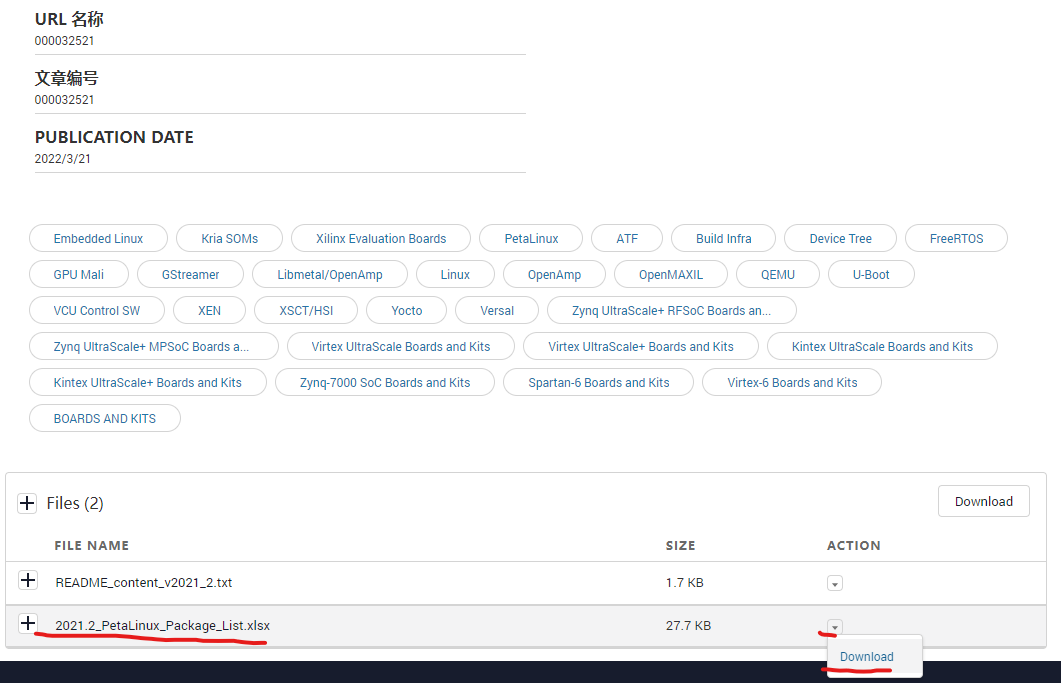 URL 名称
000032521
文章编号
000032521
PUBLICATION DATE
2022/3/21
Embedded Linux Kria SOMs Xilinx Evaluation Boards PetaLinux ATF Build Infra Device Tree FreeRTOS
GPU Mali GStreamer Libmetal/OpenAmp Linux OpenAmp OpenMAXIL QEMU U-Boot
VCU Control SW XEN XSCT/HSI Yocto Versal Zynq UltraScale+ RFSoC Boards an...
Zynq UltraScale+ MPSoC Boards a... Virtex UltraScale Boards and Kits Virtex UltraScale+ Boards and Kits Kintex UltraScale Boards and Kits
Kintex UltraScale+ Boards and Kits Zynq-7000 SoC Boards and Kits Spartan-6 Boards and Kits Virtex-6 Boards and Kits
BOARDS AND KITS
Files (2) Download
FILE NAME SIZE ACTION
README_content_v2021_2.txt 1.7 KB
2021.2_PetaLinux_Package_List.xlsx 27.7 KB
Download